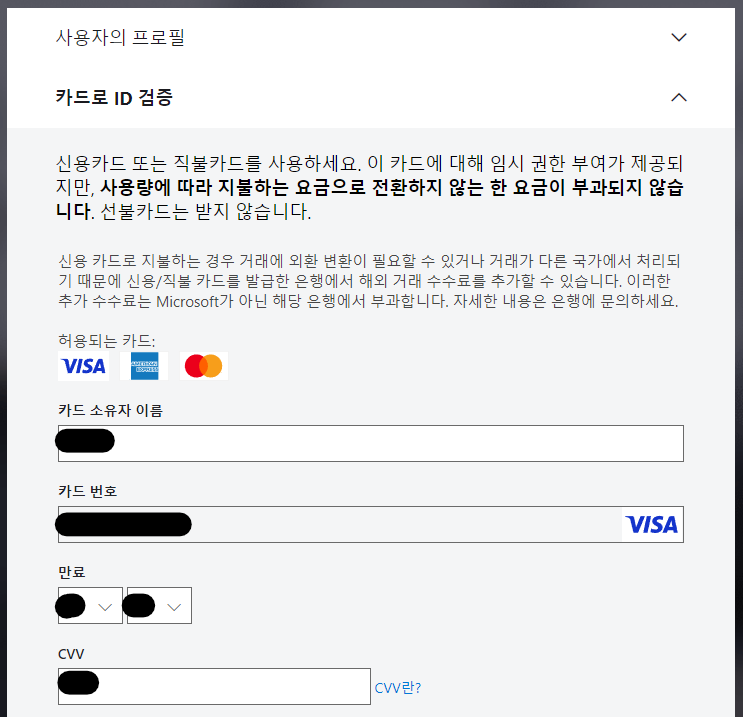 사용자의 프로필
카드로 ID 검증
신용카드 또는 직불카드를 사용하세요. 이 카드에 대해 임시 권한 부여가 제공되
지만, 사용량에 따라 지불하는 요금으로 전환하지 않는 한 요금이 부과되지 않습
니다. 선불카드는 받지 않습니다.
신용 카드로 지불하는 경우 거래에 외환 변환이 필요할 수 있거나 거래가 다른 국가에서 처리되
기 때문에 신용/직불 카드를 발급한 은행에서 해외 거래 수수료를 추가할 수 있습니다. 이러한
추가 수수료는 Microsoft가 아닌 해당 은행에서 부과합니다. 자세한 내용은 은행에 문의하세요.
허용되는 카드:
VISA AMERICAN EXPRESS
카드 소유자 이름
카드 번호
VISA
만료
CVV
CVV란?